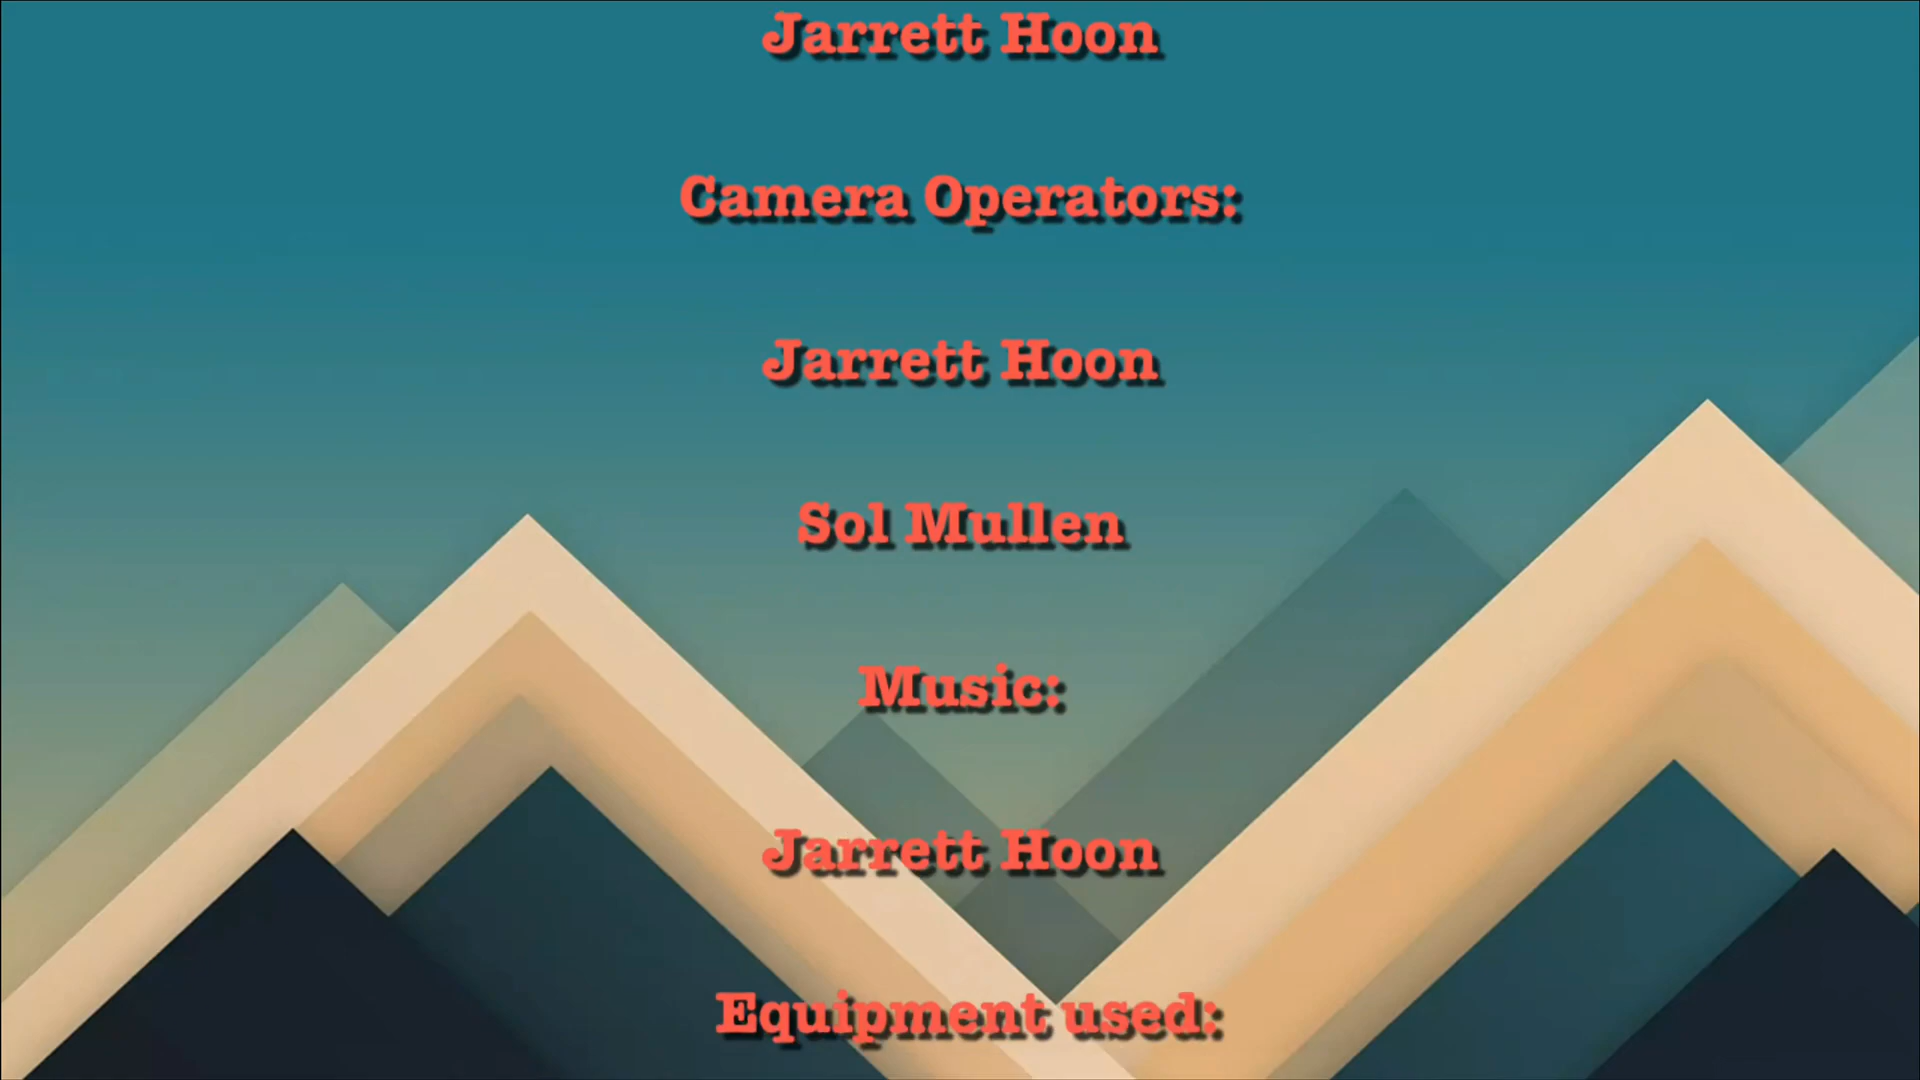 Jarrett Hoon
Camera Operators:
Jarrett Hoon
Sol Mullen
Music:
Jarrett Hoon
Equipment used: